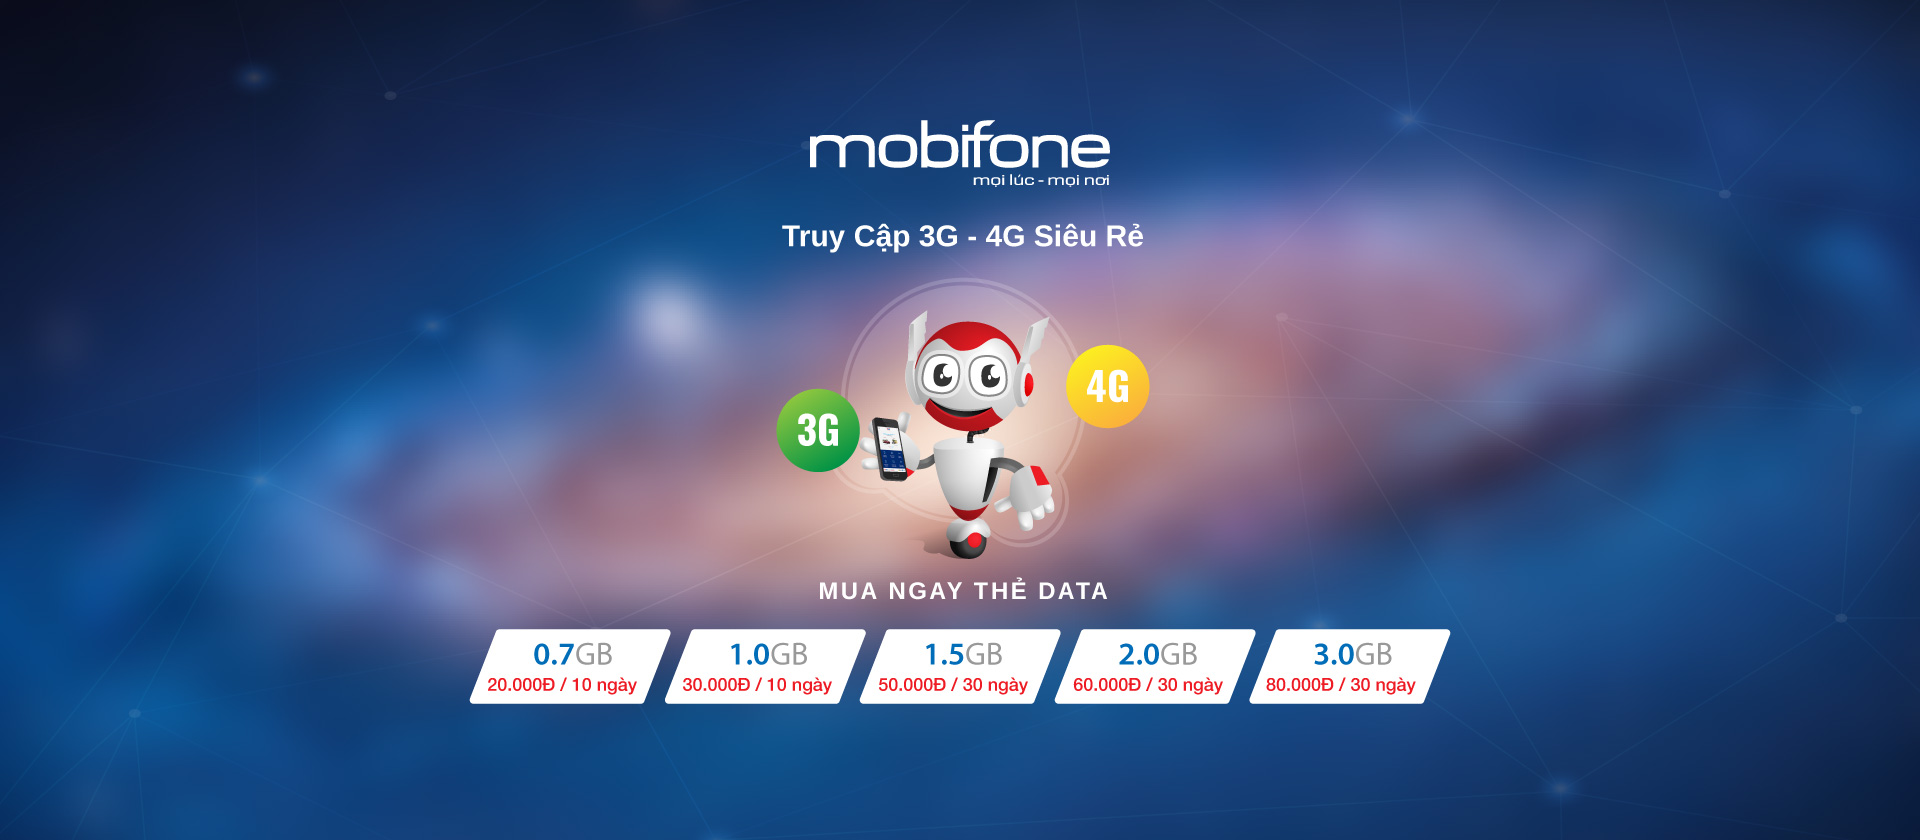 mobifone
mọi lúc - mọi nơi
Truy Cập 3G - 4G Siêu Rẻ
4G
3G
MUA NGAY THẺ DATA
0.7GB
20.000Đ / 10 ngày
1.0GB
30.000Đ / 10 ngày
1.5GB
50.000Đ / 30 ngày
2.0GB
60.000Đ / 30 ngày
3.0GB
80.000Đ / 30 ngày